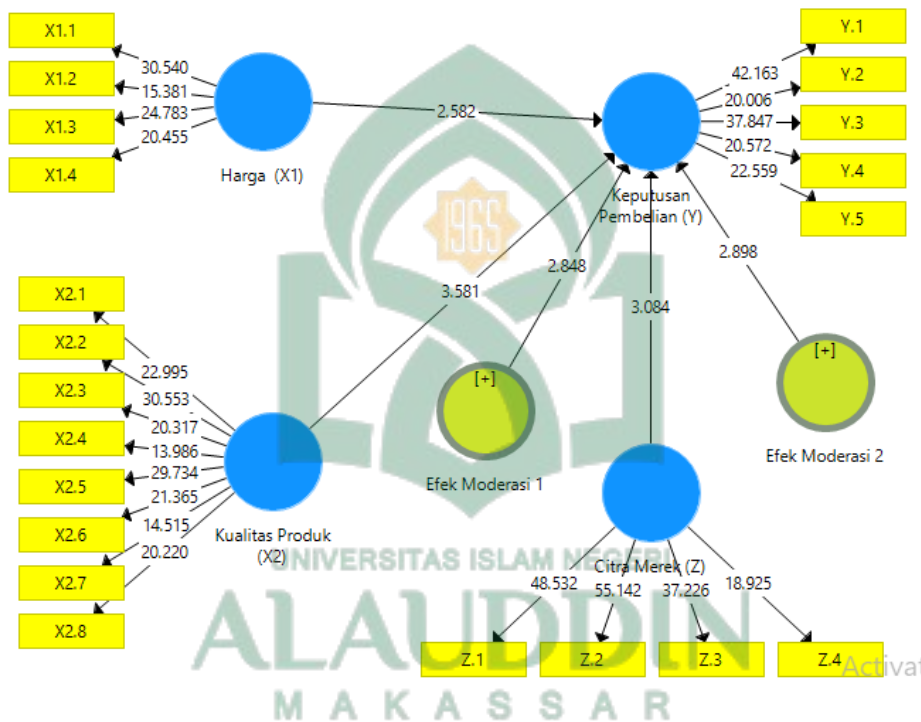 X1.1
X1.2
X1.3
X1.4
30.540
15.381
24.783
20.455
Harga (X1)
2.582
Y.1
Y.2
Y.3
Y.4
Y.5
42.163
20.006
37.847
20.572
22.559
Keputusan
Pembelian (Y)
1965
3.581
2.848
3.084
2.898
X2.1
X2.2
X2.3
X2.4
X2.5
X2.6
X2.7
X2.8
22.995
30.553
20.317
13.986
29.734
21.365
14.515
20.220
Kualitas Produk
(X2)
[+]
Efek Moderasi 1
[+]
Efek Moderasi 2
Citra Merek (Z)
48.532
55.142
37.226
18.925
Z.1
Z.2
Z.3
Z.4
UNIVERSITAS ISLAM NEGERI
ALAUDDIN
MAKASSAR
Activat